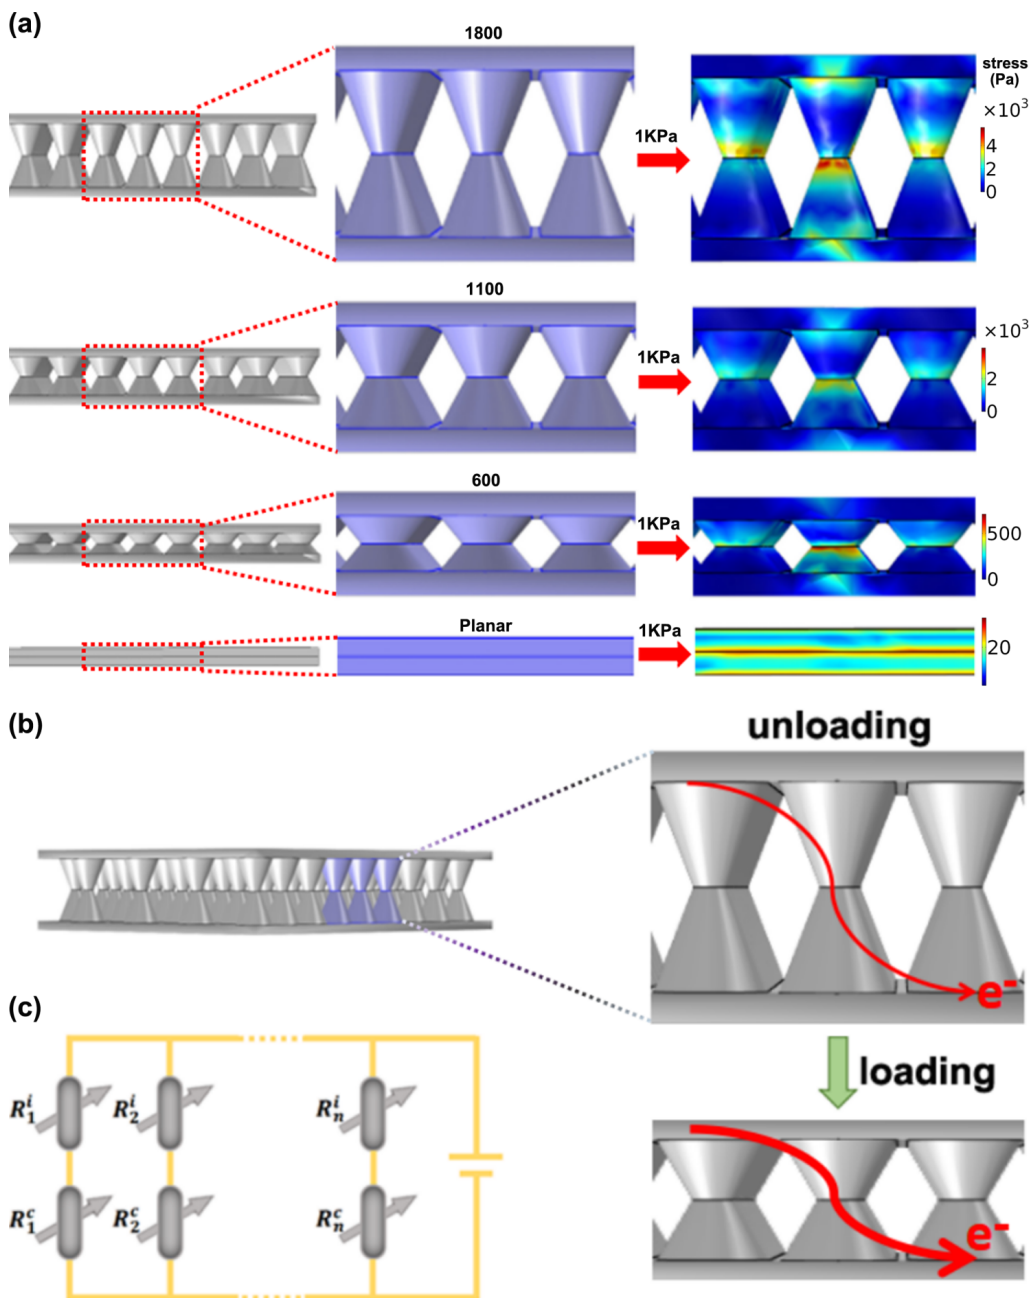 (a)
1800
stress
(Pa)
×10³
4
2
0
1KPa
1100
×10³
2
0
1KPa
600
500
0
1KPa
Planar
20
1KPa
(b)
unloading
e⁻
loading
e⁻
(c)
R₁ⁱ R₂ⁱ Rₙⁱ
R₁ᶜ R₂ᶜ Rₙᶜ